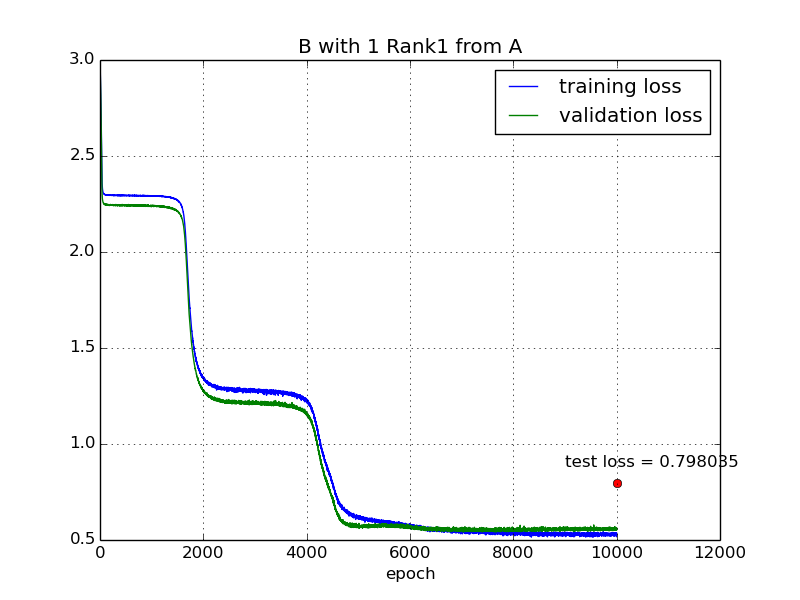 B with 1 Rank1 from A
3.0
training loss
validation loss
2.5
2.0
1.5
1.0
test loss = 0.798035
0.5
0 2000 4000 6000 8000 10000 12000
epoch